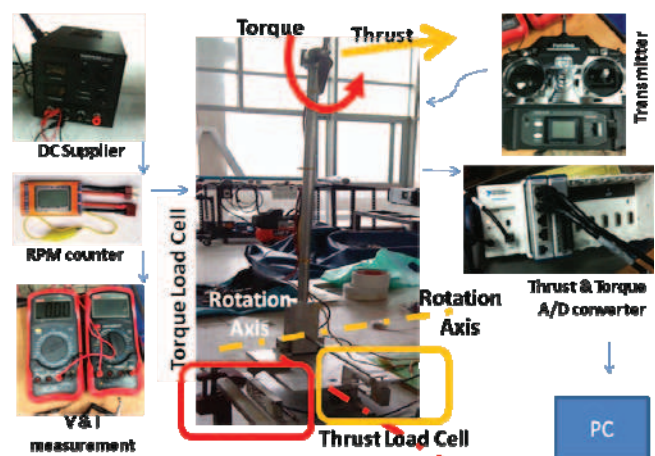 Torque
Thrust
Transmitter
DC Supplier
RPM counter
Torque Load Cell
Rotation
Axis
Rotation
Axis
Thrust & Torque
A/D converter
V & I
measurement
Thrust Load Cell
PC